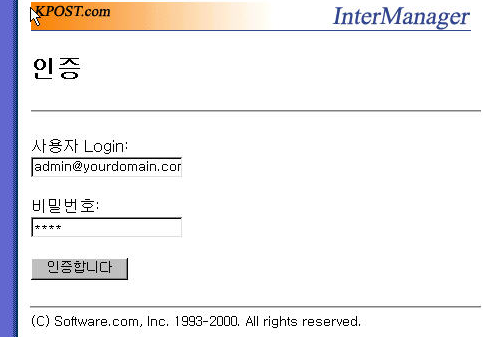 KPOST.com
InterManager
인증
사용자 Login:
admin@yourdomain.cor
비밀번호:
****
인증합니다
(C) Software.com, Inc. 1993-2000. All rights reserved.